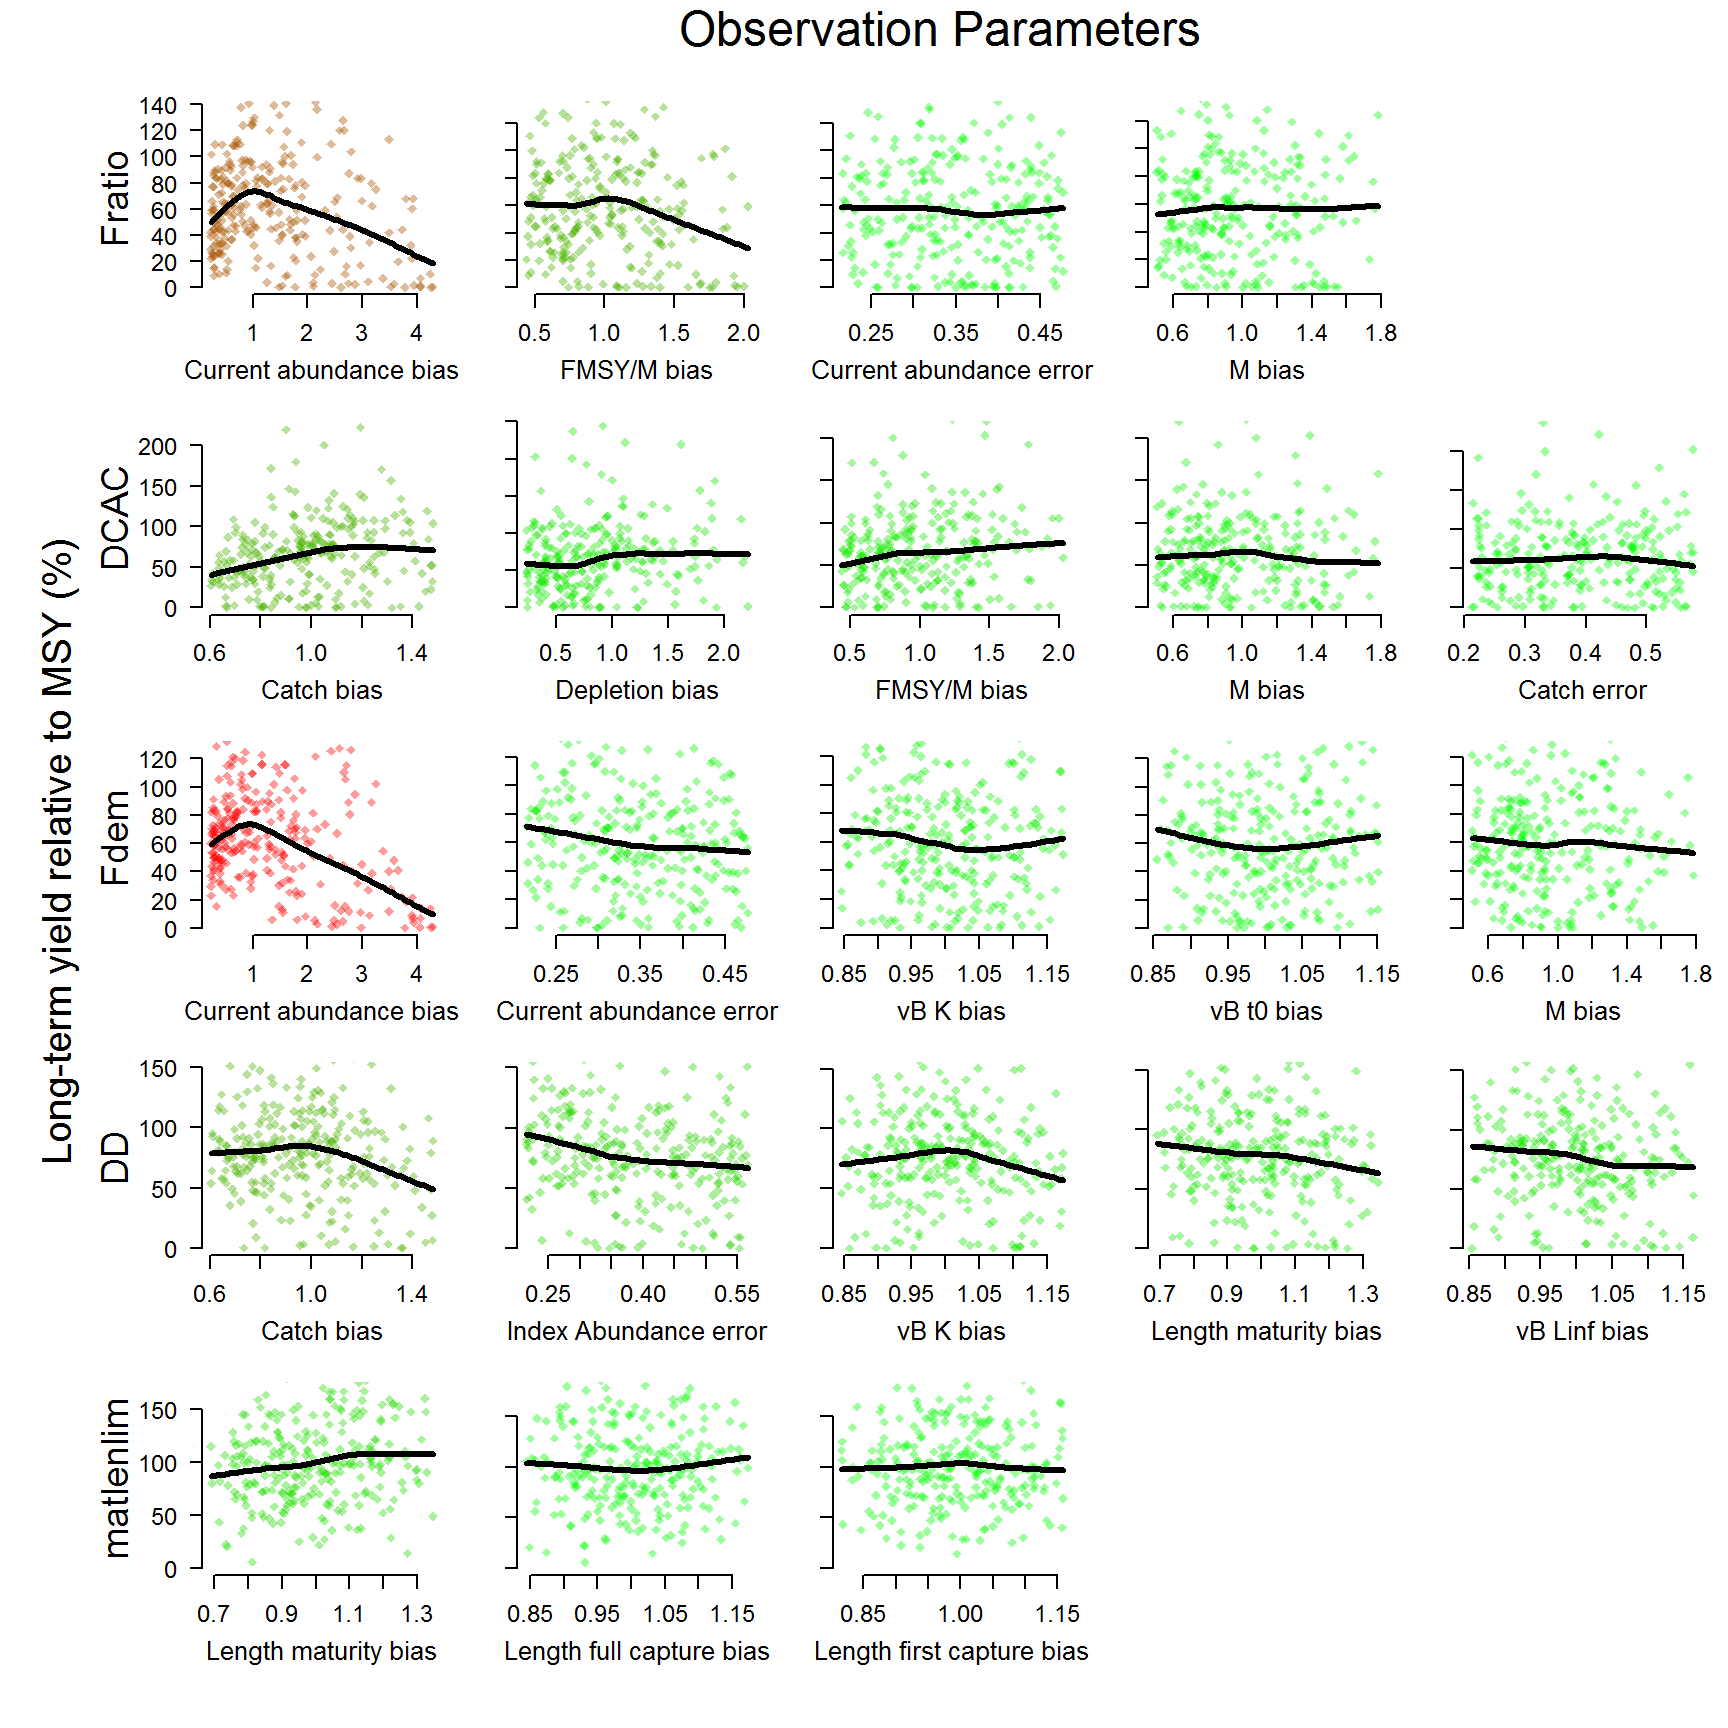 Observation Parameters
Long-term yield relative to MSY (%)
Fratio
140
120
100
80
60
40
20
0
1 2 3 4
Current abundance bias
0.5 1.0 1.5 2.0
FMSY/M bias
0.25 0.35 0.45
Current abundance error
0.6 1.0 1.4 1.8
M bias
DCAC
200
150
100
50
0
0.6 1.0 1.4
Catch bias
0.5 1.0 1.5 2.0
Depletion bias
0.5 1.0 1.5 2.0
FMSY/M bias
0.6 1.0 1.4 1.8
M bias
0.2 0.3 0.4 0.5
Catch error
Fdem
120
100
80
60
40
20
0
1 2 3 4
Current abundance bias
0.25 0.35 0.45
Current abundance error
0.85 0.95 1.05 1.15
vB K bias
0.85 0.95 1.05 1.15
vB t0 bias
0.6 1.0 1.4 1.8
M bias
DD
150
100
50
0
0.6 1.0 1.4
Catch bias
0.25 0.40 0.55
Index Abundance error
0.85 0.95 1.05 1.15
vB K bias
0.7 0.9 1.1 1.3
Length maturity bias
0.85 0.95 1.05 1.15
vB Linf bias
matlenlim
150
100
50
0
0.7 0.9 1.1 1.3
Length maturity bias
0.85 0.95 1.05 1.15
Length full capture bias
0.85 1.00 1.15
Length first capture bias